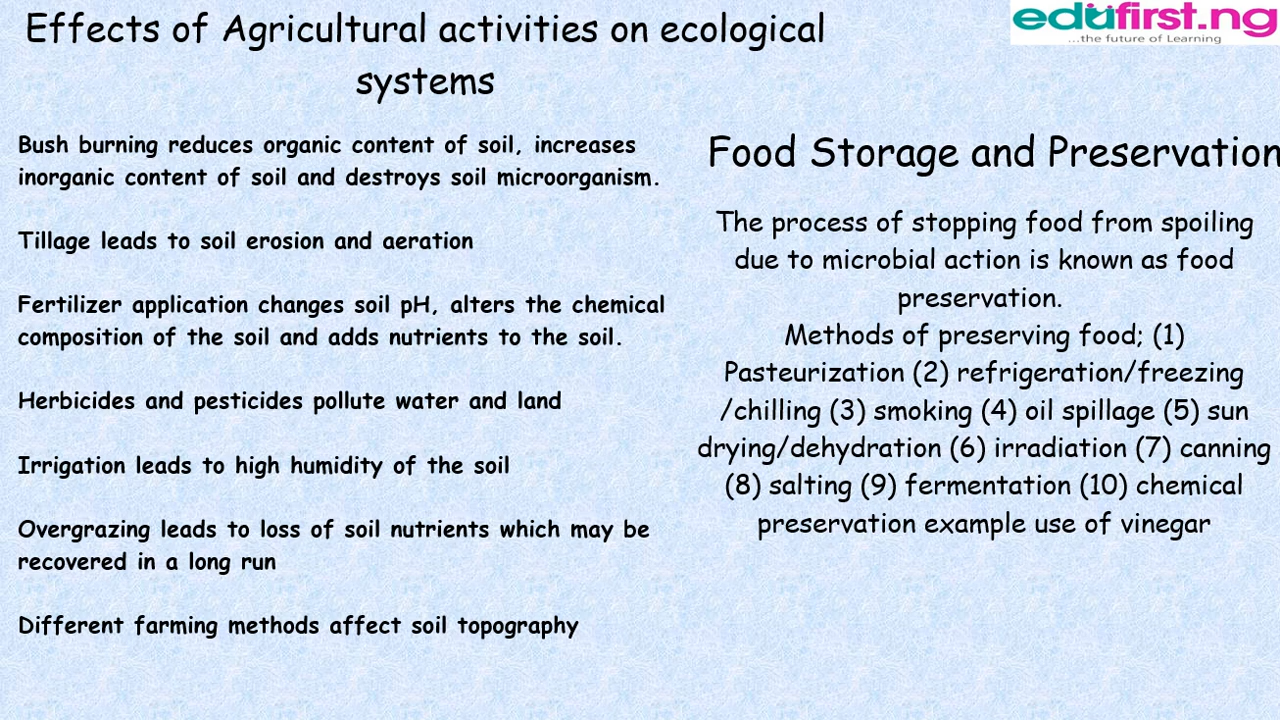 Effects of Agricultural activities on ecological
systems
edufirst.ng
...the future of Learning
Bush burning reduces organic content of soil, increases
inorganic content of soil and destroys soil microorganism.
Tillage leads to soil erosion and aeration
Fertilizer application changes soil pH, alters the chemical
composition of the soil and adds nutrients to the soil.
Herbicides and pesticides pollute water and land
Irrigation leads to high humidity of the soil
Overgrazing leads to loss of soil nutrients which may be
recovered in a long run
Different farming methods affect soil topography
Food Storage and Preservation
The process of stopping food from spoiling
due to microbial action is known as food
preservation.
Methods of preserving food; (1)
Pasteurization (2) refrigeration/freezing
/chilling (3) smoking (4) oil spillage (5) sun
drying/dehydration (6) irradiation (7) canning
(8) salting (9) fermentation (10) chemical
preservation example use of vinegar